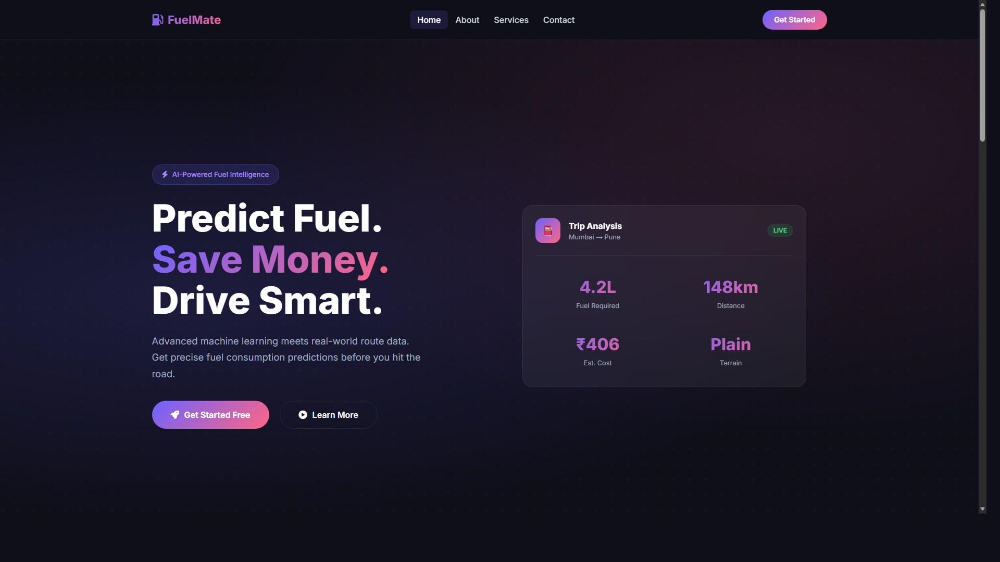 FuelMate
Home
About
Services
Contact
Get Started
AI-Powered Fuel Intelligence
Predict Fuel.
Save Money.
Drive Smart.
Advanced machine learning meets real-world route data.
Get precise fuel consumption predictions before you hit the
road.
Get Started Free
Learn More
Trip Analysis
Mumbai → Pune
LIVE
4.2L
Fuel Required
148km
Distance
₹406
Est. Cost
Plain
Terrain